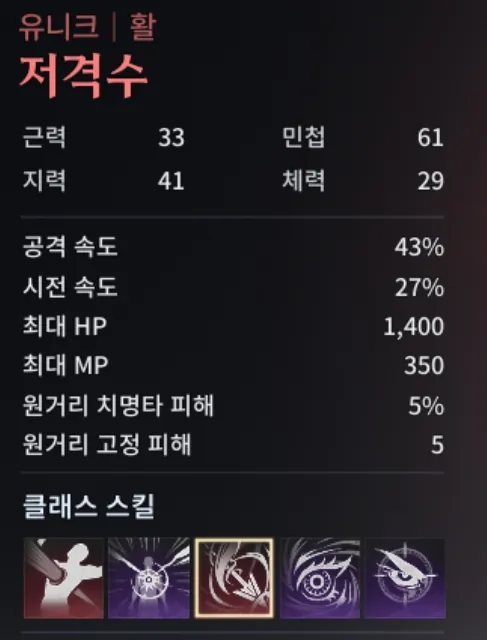 유니크 | 활
저격수
근력 33 민첩 61
지력 41 체력 29
공격 속도 43%
시전 속도 27%
최대 HP 1,400
최대 MP 350
원거리 치명타 피해 5%
원거리 고정 피해 5
클래스 스킬